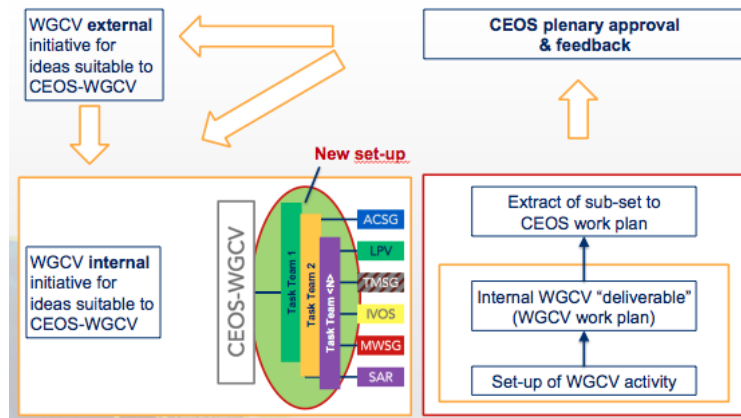 WGCV external
initiative for
ideas suitable to
CEOS-WGCV
CEOS plenary approval
& feedback
New set-up
WGCV internal
initiative for
ideas suitable to
CEOS-WGCV
CEOS-WGCV
Task Team 1
Task Team 2
Task Team <N>
ACSG
LPV
TMSG
IVOS
MWSG
SAR
Extract of sub-set to
CEOS work plan
Internal WGCV “deliverable”
(WGCV work plan)
Set-up of WGCV activity